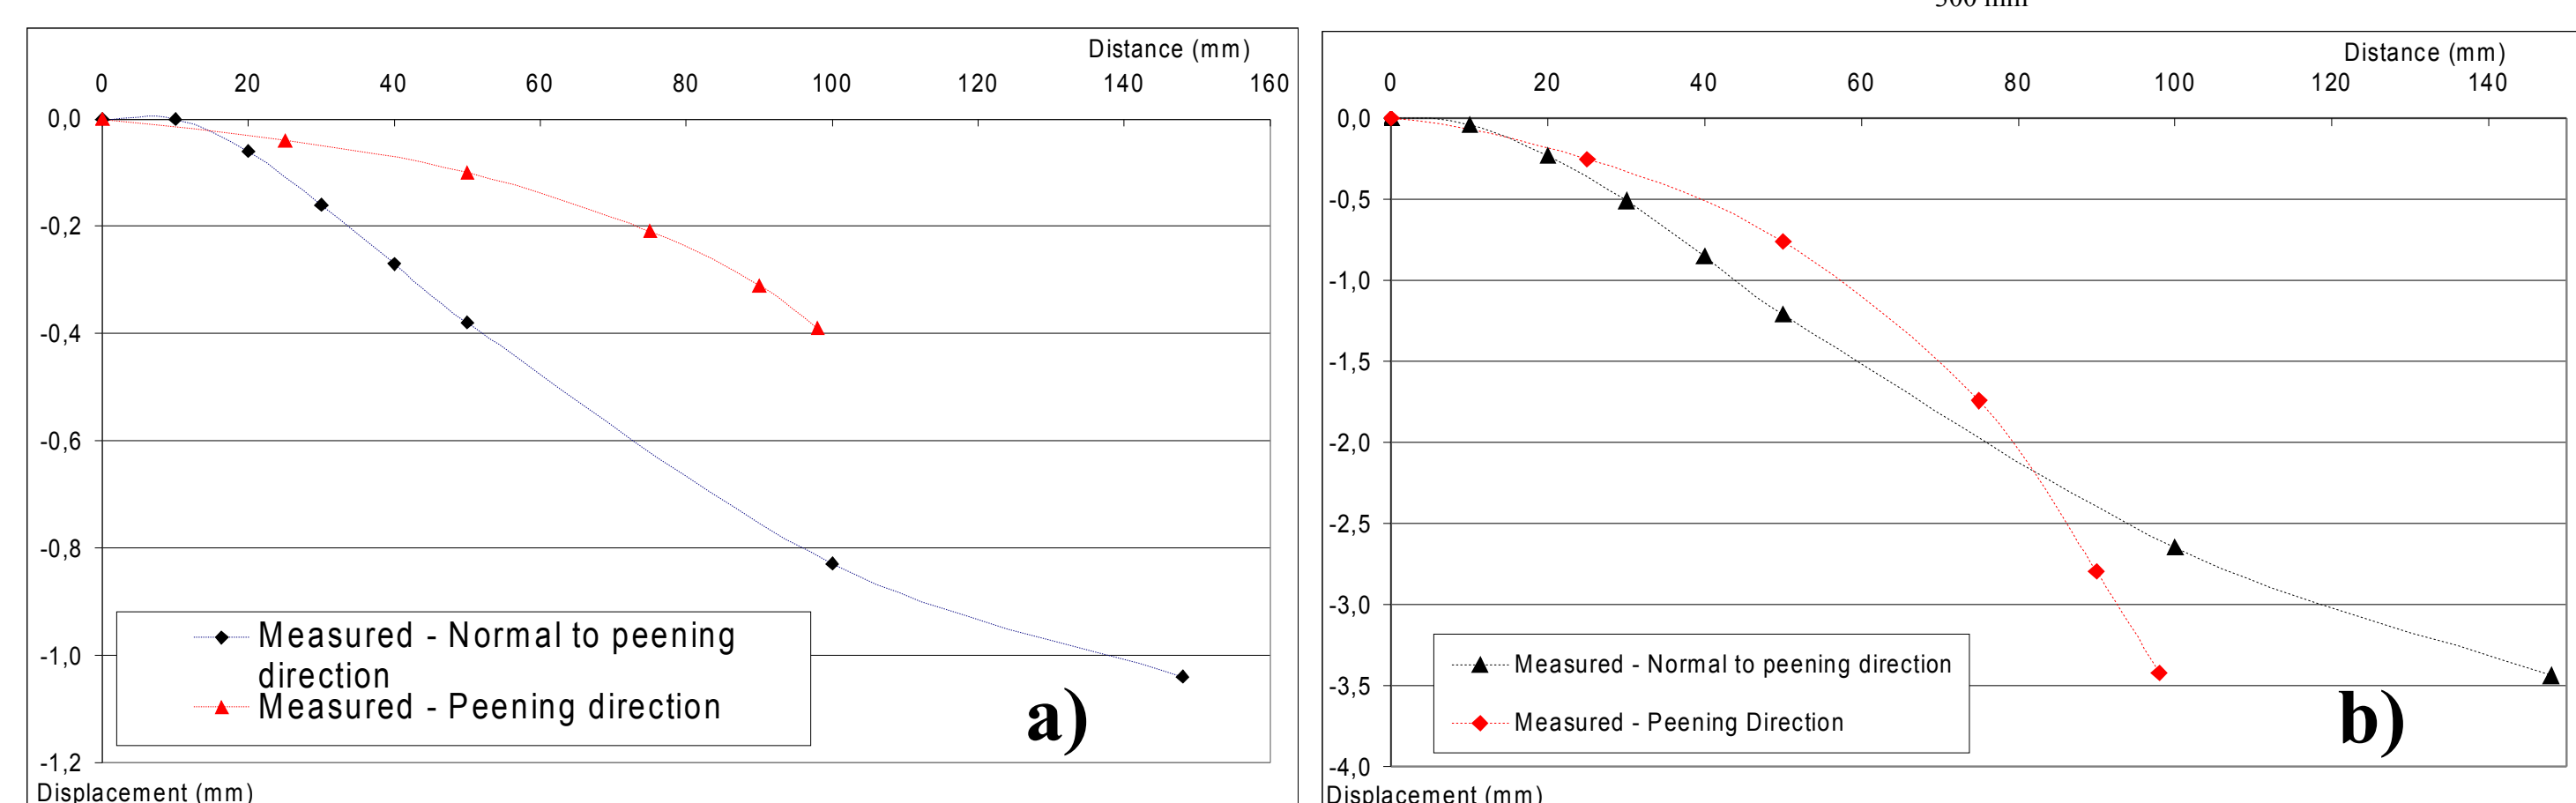 300 mm
Distance (mm)
0 20 40 60 80 100 120 140 160
0,0
-0,2
-0,4
-0,6
-0,8
-1,0
-1,2
Measured - Normal to peening
direction
Measured - Peening direction
a)
Displacement (mm)
Distance (mm)
0 20 40 60 80 100 120 140
0,0
-0,5
-1,0
-1,5
-2,0
-2,5
-3,0
-3,5
-4,0
Measured - Normal to peening direction
Measured - Peening Direction
b)
Displacement (mm)